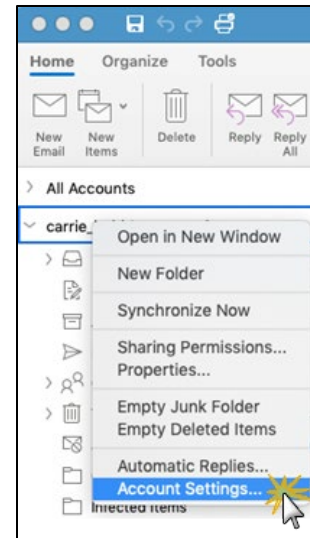 Home Organize Tools
New Email
New Items
Delete
Reply
Reply All
All Accounts
carrie_
Open in New Window
New Folder
Synchronize Now
Sharing Permissions...
Properties...
Empty Junk Folder
Empty Deleted Items
Automatic Replies...
Account Settings...
Infected Items